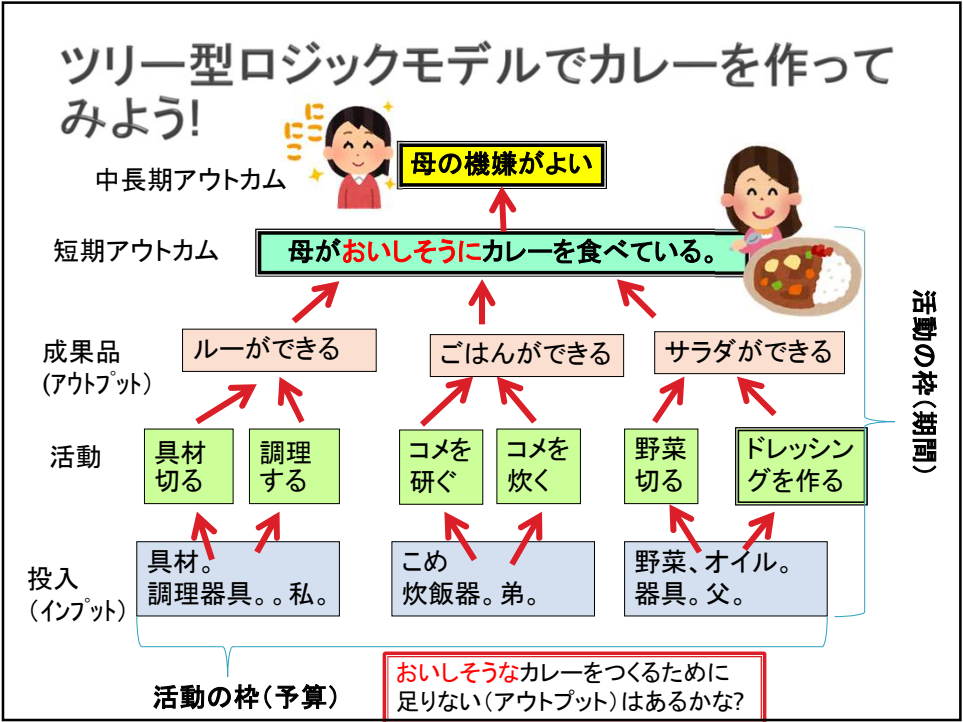 ツリー型ロジックモデルでカレーを作って
みよう!
にこ
にこ
中長期アウトカム
母の機嫌がよい
短期アウトカム
母がおいしそうにカレーを食べている。
成果品
(アウトプット)
ルーができる
ごはんができる
サラダができる
活動
具材
切る
調理
する
コメを
研ぐ
コメを
炊く
野菜
切る
ドレッシン
グを作る
投入
(インプット)
具材。
調理器具。。私。
こめ
炊飯器。弟。
野菜、オイル。
器具。父。
活動の枠(期間)
活動の枠(予算)
おいしそうなカレーをつくるために
足りない(アウトプット)はあるかな?